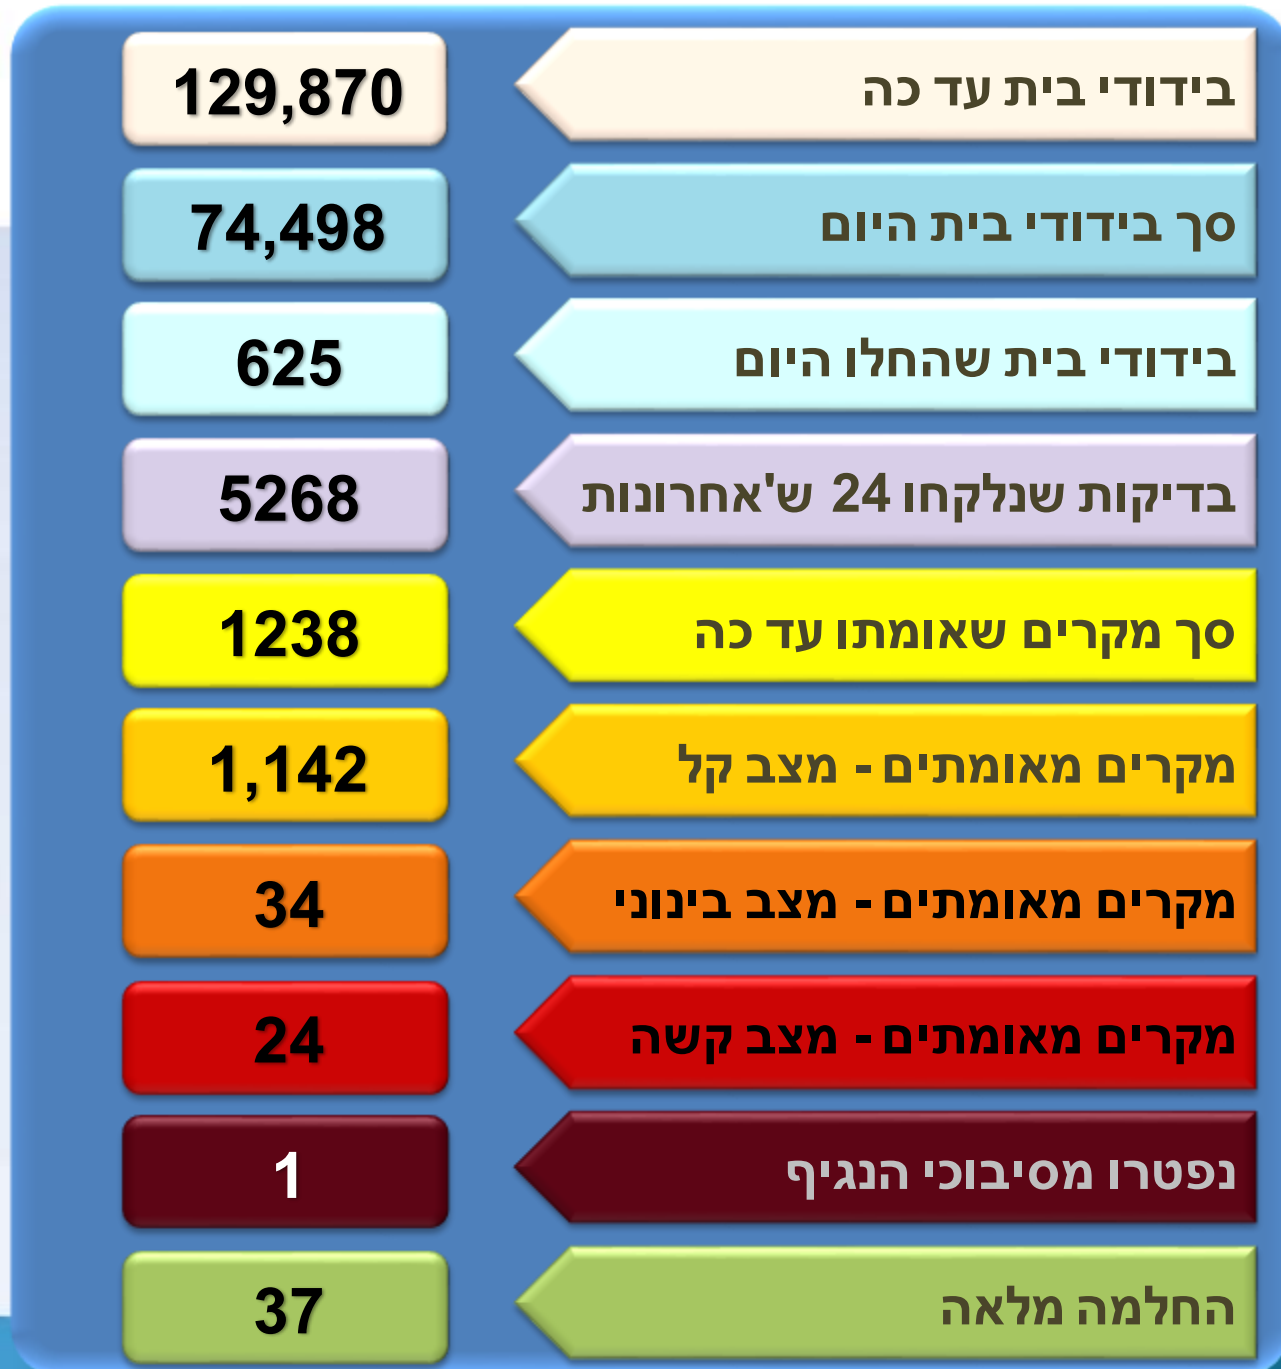 בידודי בית עד כה
129,870
סך בידודי בית היום
74,498
בידודי בית שהחלו היום
625
בדיקות שנלקחו 24 ש'אחרונות
5268
סך מקרים שאומתו עד כה
1238
מקרים מאומתים - מצב קל
1,142
מקרים מאומתים - מצב בינוני
34
מקרים מאומתים - מצב קשה
24
נפטרו מסיבוכי הנגיף
1
החלמה מלאה
37